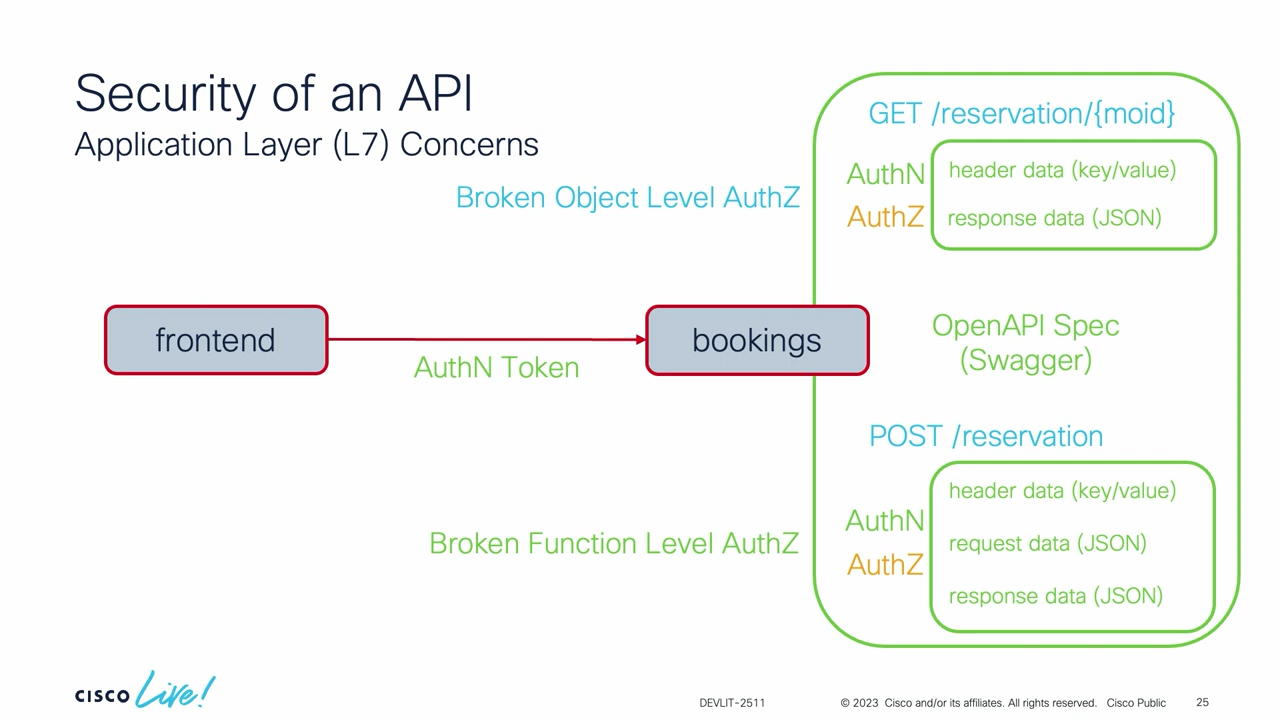 Security of an API
Application Layer (L7) Concerns
GET /reservation/{moid}
AuthN
header data (key/value)
Broken Object Level AuthZ
AuthZ
response data (JSON)
frontend
AuthN Token
bookings
OpenAPI Spec
(Swagger)
POST /reservation
header data (key/value)
AuthN
request data (JSON)
Broken Function Level AuthZ
AuthZ
response data (JSON)
CISCO Live!
DEVLIT-2511
© 2023 Cisco and/or its affiliates. All rights reserved. Cisco Public
25